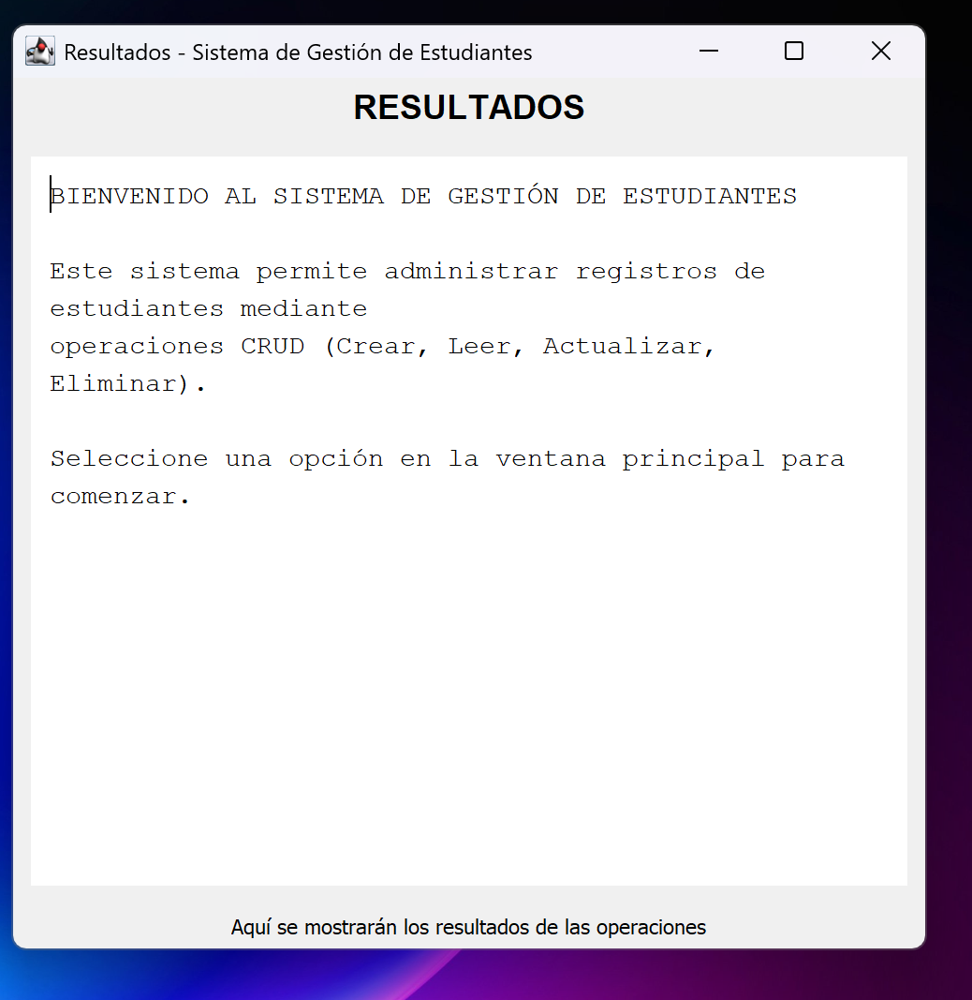 Resultados - Sistema de Gestión de Estudiantes
RESULTADOS
BIENVENIDO AL SISTEMA DE GESTIÓN DE ESTUDIANTES
Este sistema permite administrar registros de
estudiantes mediante
operaciones CRUD (Crear, Leer, Actualizar,
Eliminar).
Seleccione una opción en la ventana principal para
comenzar.
Aquí se mostrarán los resultados de las operaciones